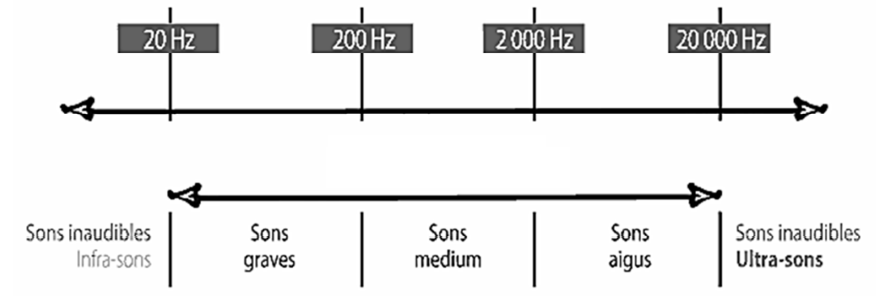 20 Hz
200 Hz
2 000 Hz
20 000 Hz
Sons inaudibles
Infra-sons
Sons
graves
Sons
medium
Sons
aigus
Sons inaudibles
Ultra-sons